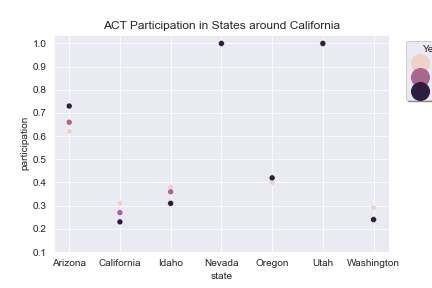 ACT Participation in States around California
Ye
1.0
0.9
0.8
0.7
0.6
0.5
0.4
0.3
0.2
0.1
participation
Arizona California Idaho Nevada Oregon Utah Washington
state